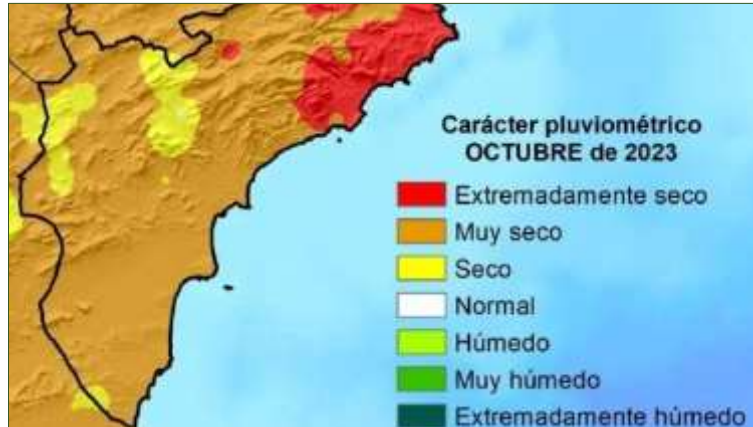 Carácter pluviométrico
OCTUBRE de 2023
Extremadamente seco
Muy seco
Seco
Normal
Húmedo
Muy húmedo
Extremadamente húmedo